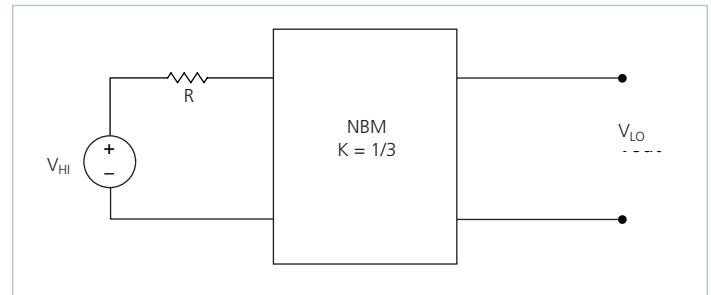 R
NBM
K = 1/3
V_HI
+
–
V_LO